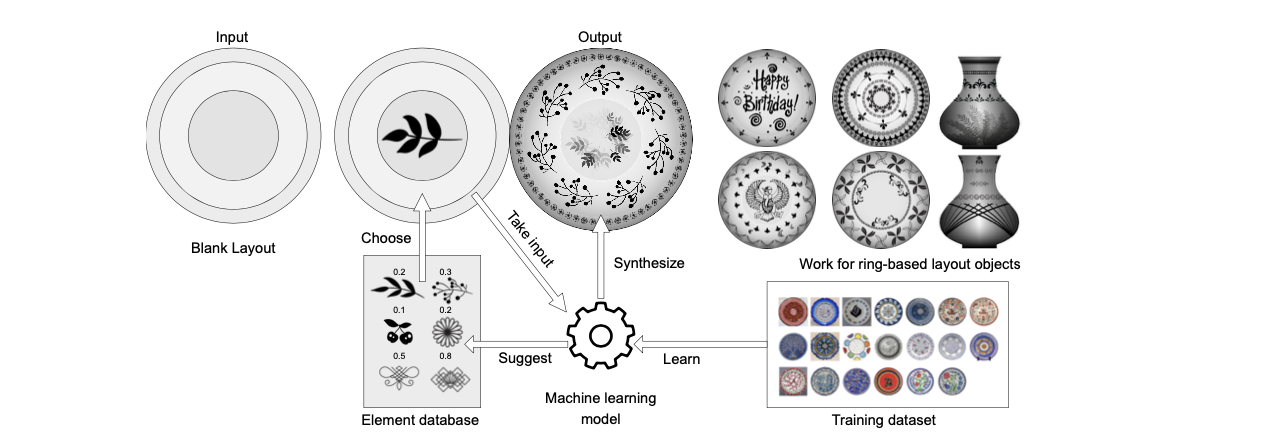 Input
Output
Happy
Birthday!
Blank Layout
Choose
Take input
Synthesize
Work for ring-based layout objects
0.2 0.3
0.1 0.2
0.5 0.8
Suggest
Learn
Machine learning
model
Element database
Training dataset